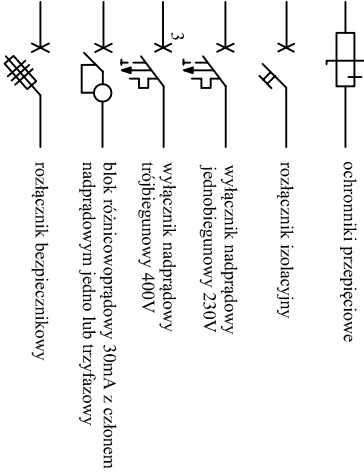 ochronniki przepięciowe
rozłącznik izolacyjny
wyłącznik nadprądowy
jednobiegunowy 230V
3
wyłącznik nadprądowy
trójbiegunowy 400V
blok różnicowoprądowy 30mA z członem
nadprądowym jedno lub trzyfazowy
rozłącznik bezpiecznikowy